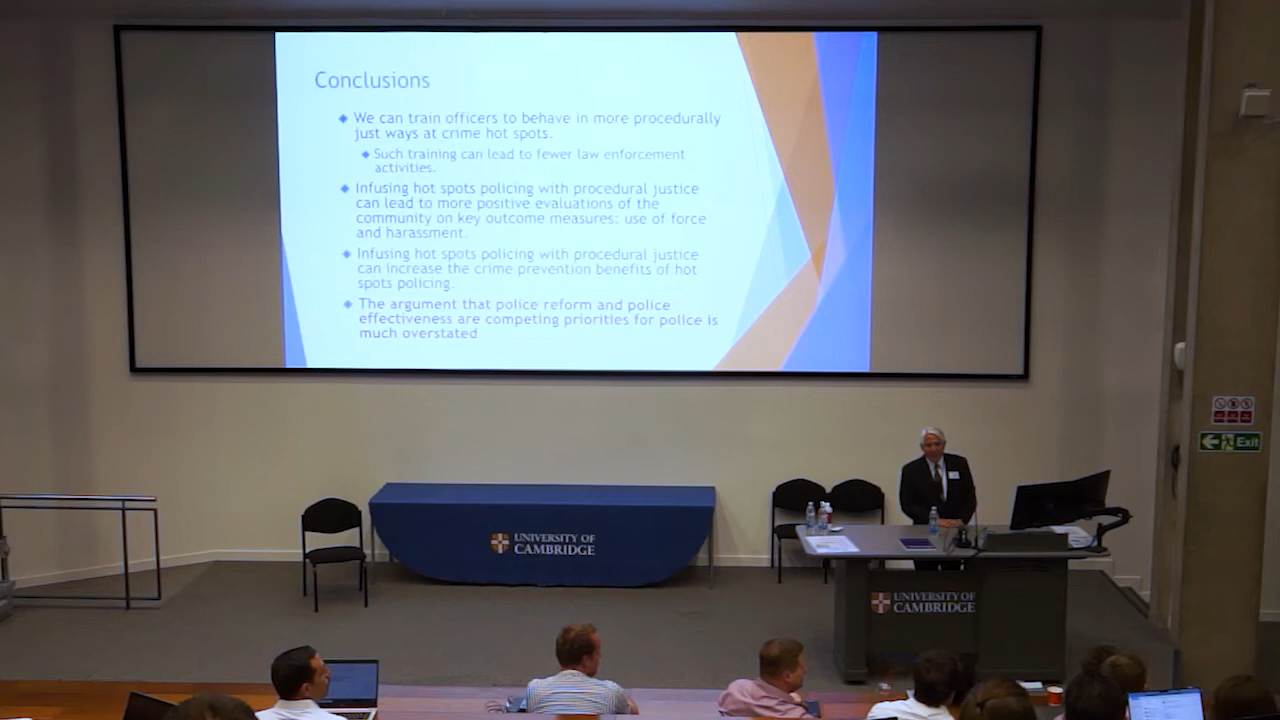 Conclusions
We can train officers to behave in more procedurally
just ways at crime hot spots.
Such training can lead to fewer law enforcement
activities.
Infusing hot spots policing with procedural justice
can lead to more positive evaluations of the
community on key outcome measures: use of force
and harassment.
Infusing hot spots policing with procedural justice
can increase the crime prevention benefits of hot
spots policing.
The argument that police reform and police
effectiveness are competing priorities for police is
much overstated
Exit
UNIVERSITY OF
CAMBRIDGE
UNIVERSITY OF
CAMBRIDGE